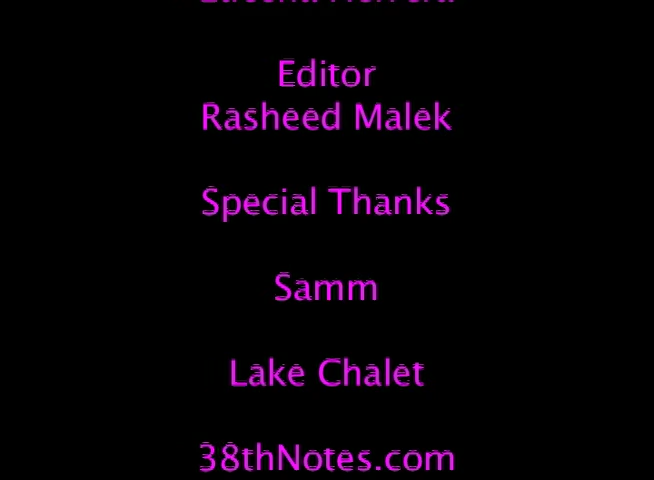 Editor
Rasheed Malek
Special Thanks
Samm
Lake Chalet
38thNotes.com